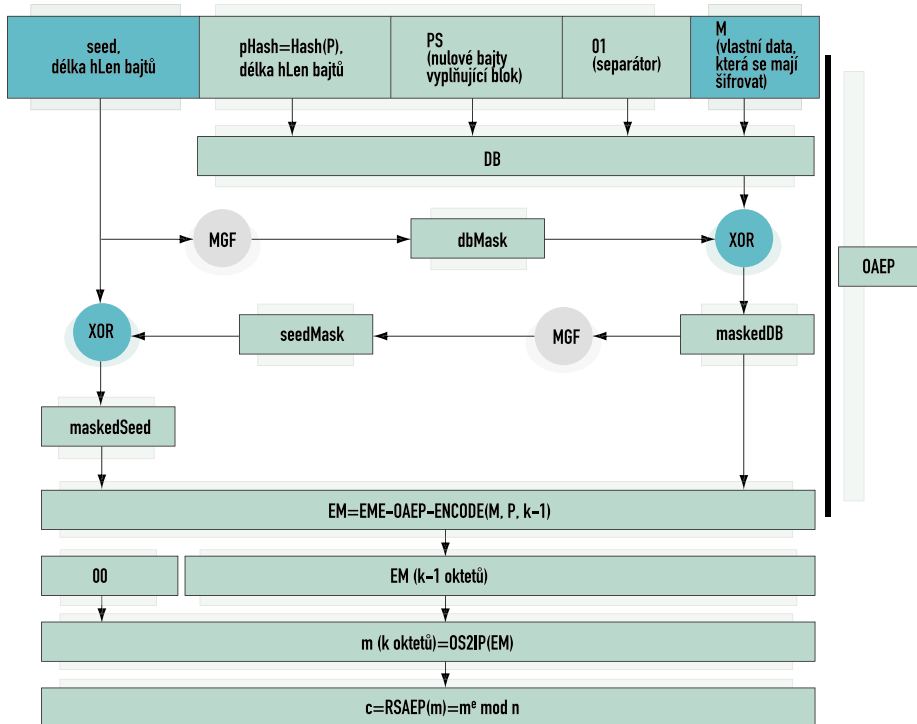 seed,
délka hLen bajtů
pHash=Hash(P),
délka hLen bajtů
PS
(nulové bajty
vyplňující blok)
01
(separátor)
M
(vlastní data,
která se mají
šifrovat)
DB
MGF
dbMask
XOR
OAEP
XOR
seedMask
MGF
maskedDB
maskedSeed
EM=EME-OAEP-ENCODE(M, P, k-1)
00
EM (k-1 oktetů)
m (k oktetů)=OS2IP(EM)
c=RSAEP(m)=mᵉ mod n